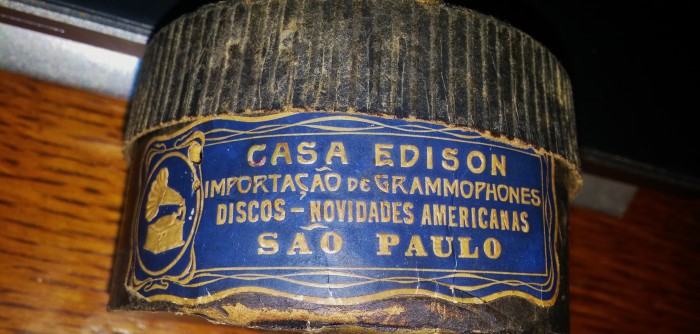 CASA EDISON
IMPORTAÇÃO DE GRAMMOPHONES
DISCOS – NOVIDADES AMERICANAS
SÃO PAULO